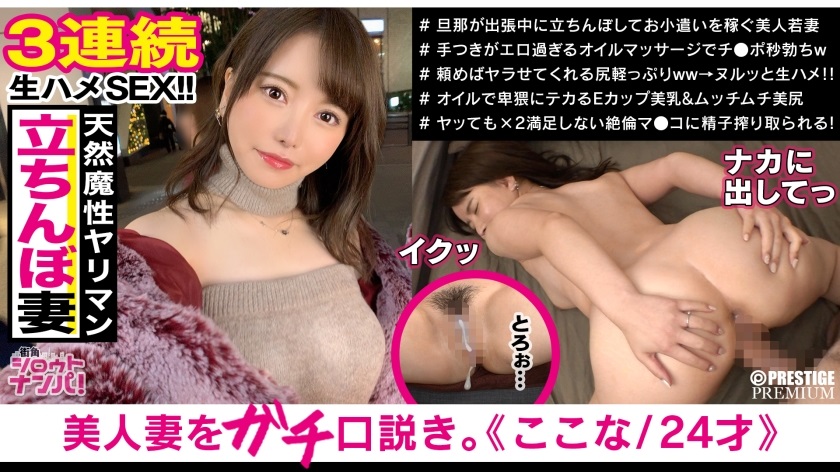 3連続
生ハメSEX!!
天然魔性ヤリマン
立ちんぼ妻
街角
シロウト
ナンパ!
# 旦那が出張中に立ちんぼしてお小遣いを稼ぐ美人若妻
# 手つきがエロ過ぎるオイルマッサージでチ●ポ秒勃ちw
# 頼めばヤラせてくれる尻軽っぷりww→ヌルッと生ハメ!!
# オイルで卑猥にテカるEカップ美乳&ムッチムチ美尻
# ヤッても×2満足しない絶倫マ●コに精子搾り取られる!
ナカに
出してっ
イクッ
とろぉ…
©PRESTIGE
PREMIUM
美人妻をガチ口説き。《ここな/24才》